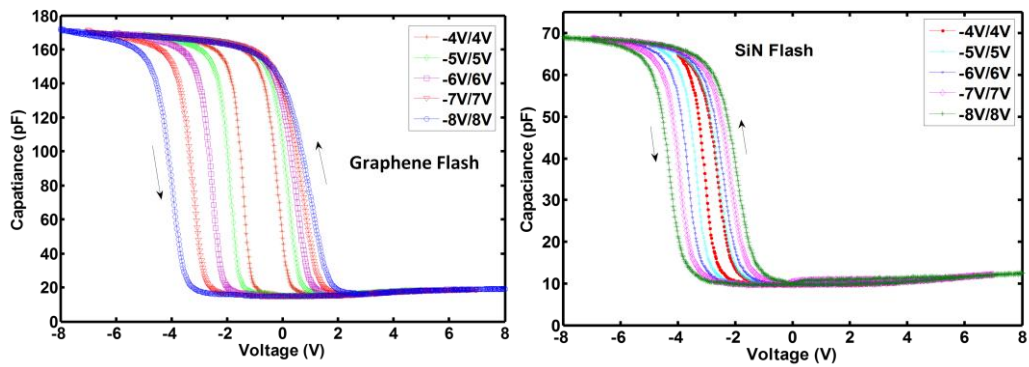 180
160
140
120
100
80
60
40
20
0
Capatiance (pF)
-8
-6
-4
-2
0
2
4
6
8
Voltage (V)
-4V/4V
-5V/5V
-6V/6V
-7V/7V
-8V/8V
Graphene Flash
70
60
50
40
30
20
10
0
Capaciance (pF)
-8
-6
-4
-2
0
2
4
6
8
Voltage (V)
SiN Flash
-4V/4V
-5V/5V
-6V/6V
-7V/7V
-8V/8V